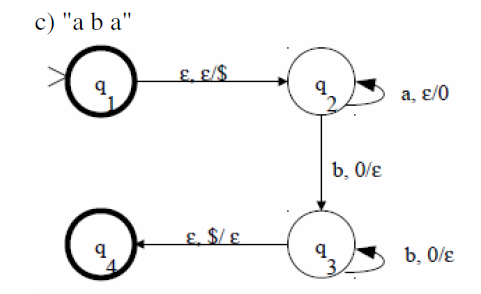 c) "a b a"
q1
ε, ε/$
q2
a, ε/0
b, 0/ε
q4
ε, $/ ε
q3
b, 0/ε